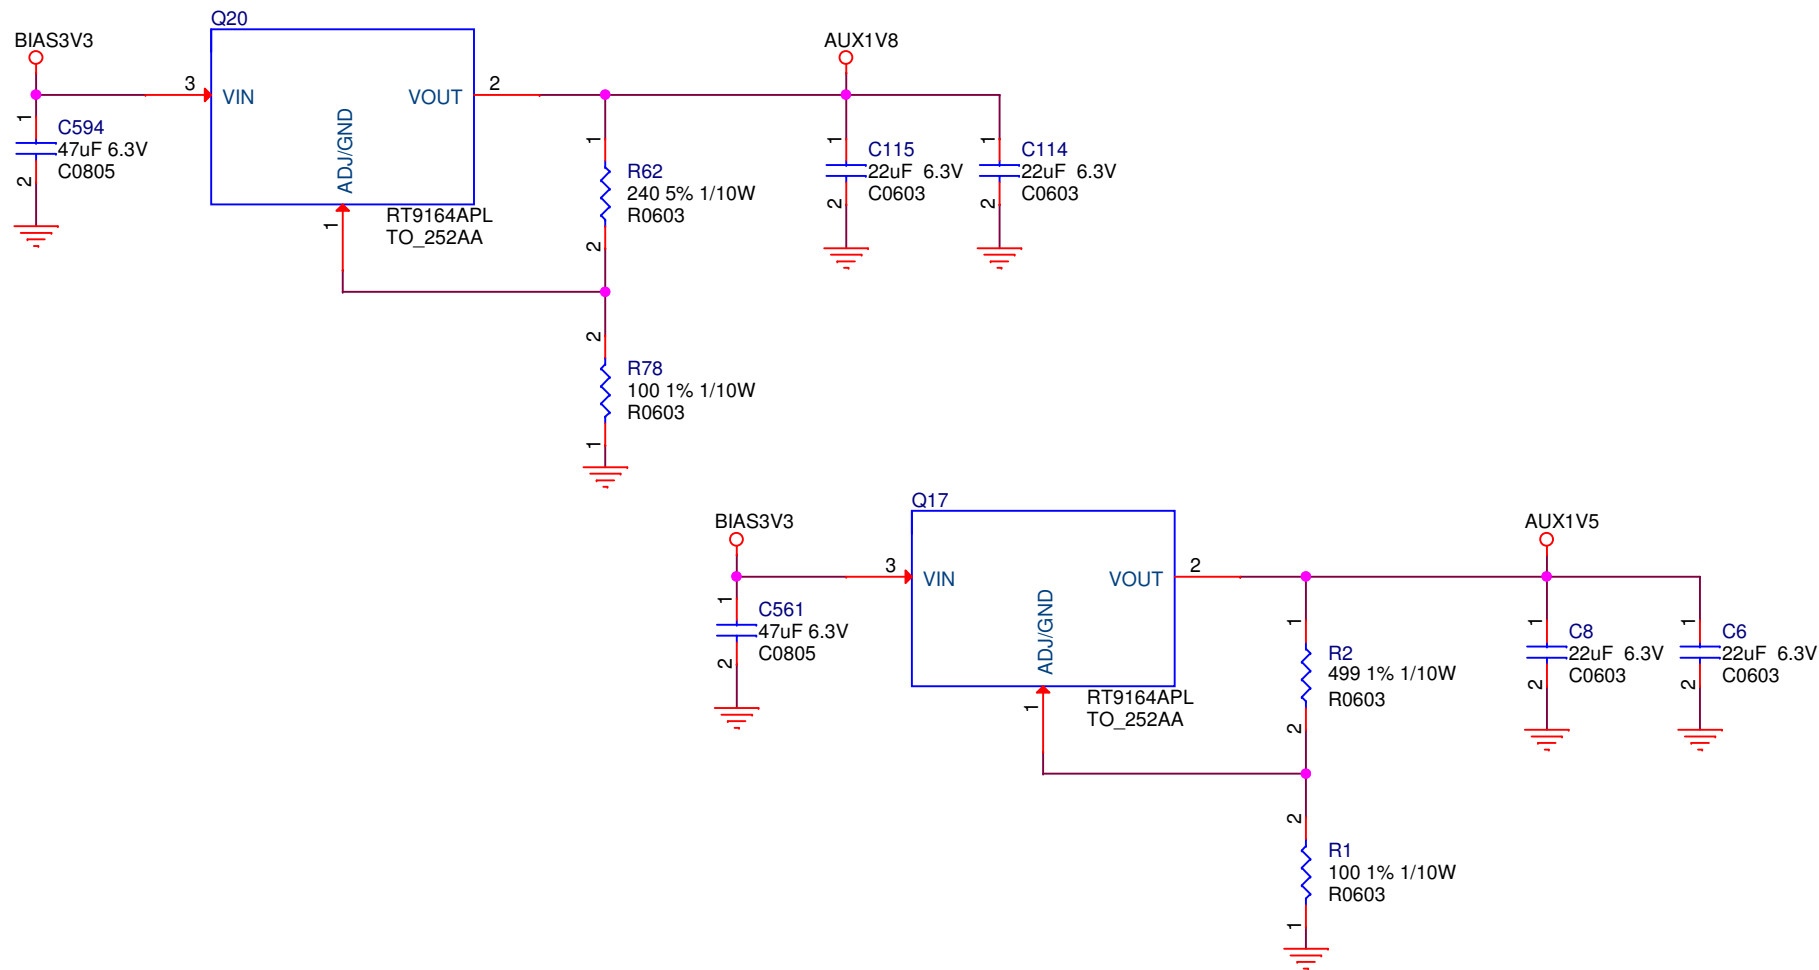 Q20
BIAS3V3
3
VIN
VOUT
2
ADJ/GND
1
RT9164APL
TO_252AA
1
C594
47uF 6.3V
C0805
2
1
R62
240 5% 1/10W
R0603
2
2
R78
100 1% 1/10W
R0603
1
AUX1V8
1
C115
22uF 6.3V
C0603
2
1
C114
22uF 6.3V
C0603
2
Q17
BIAS3V3
3
VIN
VOUT
2
ADJ/GND
1
RT9164APL
TO_252AA
1
C561
47uF 6.3V
C0805
2
1
R2
499 1% 1/10W
R0603
2
2
R1
100 1% 1/10W
R0603
1
AUX1V5
1
C8
22uF 6.3V
C0603
2
1
C6
22uF 6.3V
C0603
2